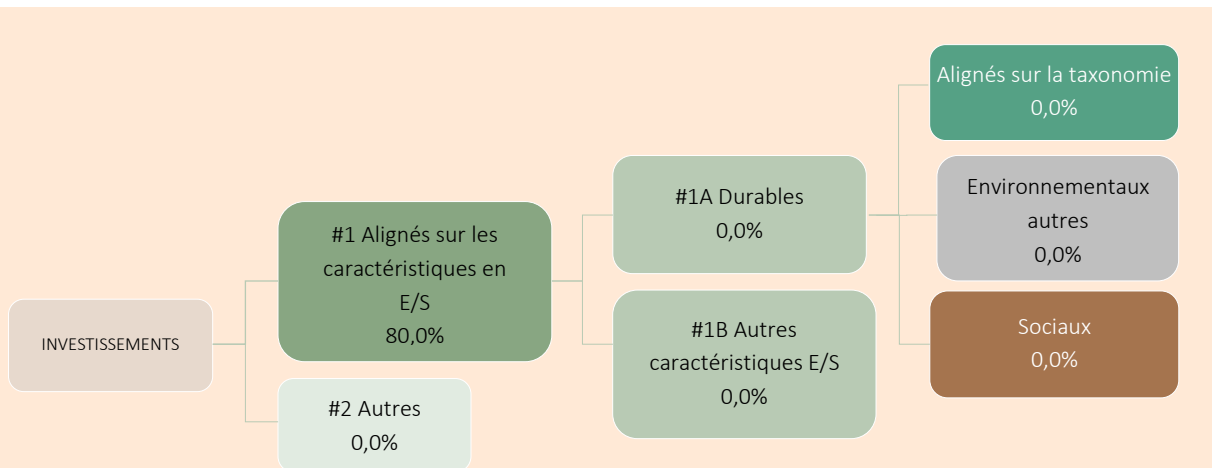 INVESTISSEMENTS
#1 Alignés sur les
caractéristiques en
E/S
80,0%
#2 Autres
0,0%
#1A Durables
0,0%
#1B Autres
caractéristiques E/S
0,0%
Alignés sur la taxonomie
0,0%
Environnementaux
autres
0,0%
Sociaux
0,0%